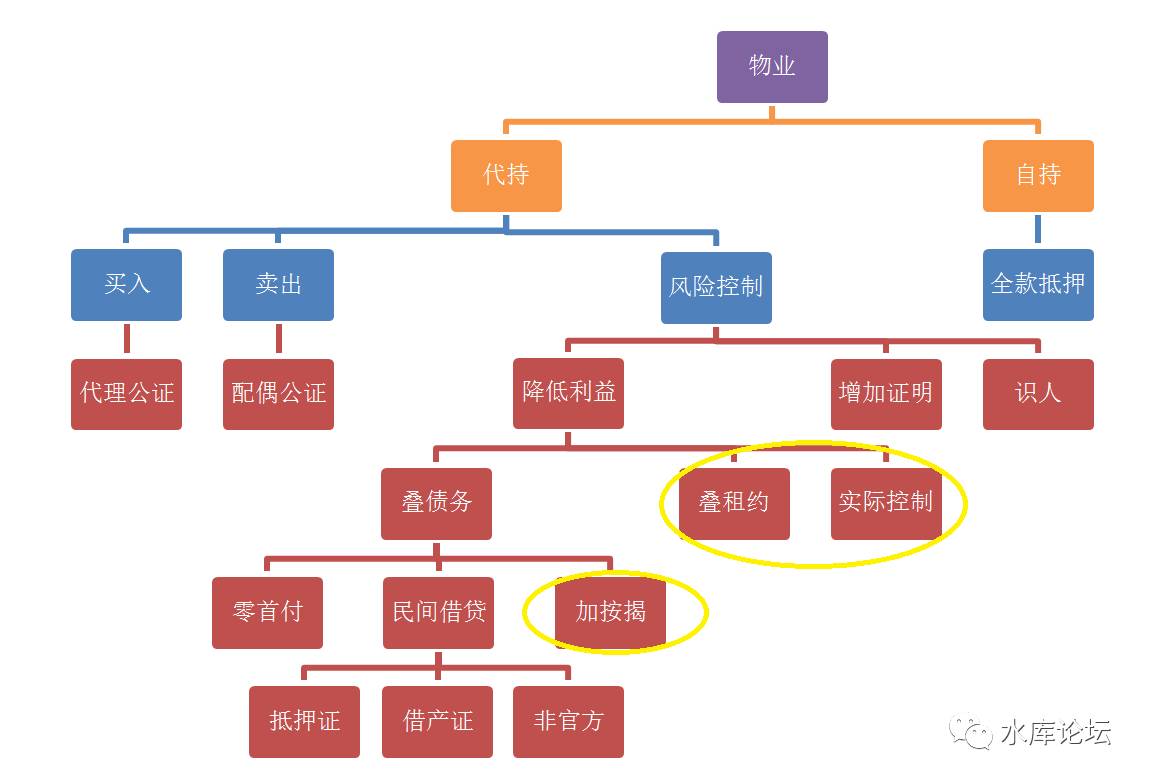 物业
代持
自持
买入
卖出
风险控制
全款抵押
代理公证
配偶公证
降低利益
增加证明
识人
叠债务
叠租约
实际控制
零首付
民间借贷
加按揭
抵押证
借产证
非官方
水库论坛